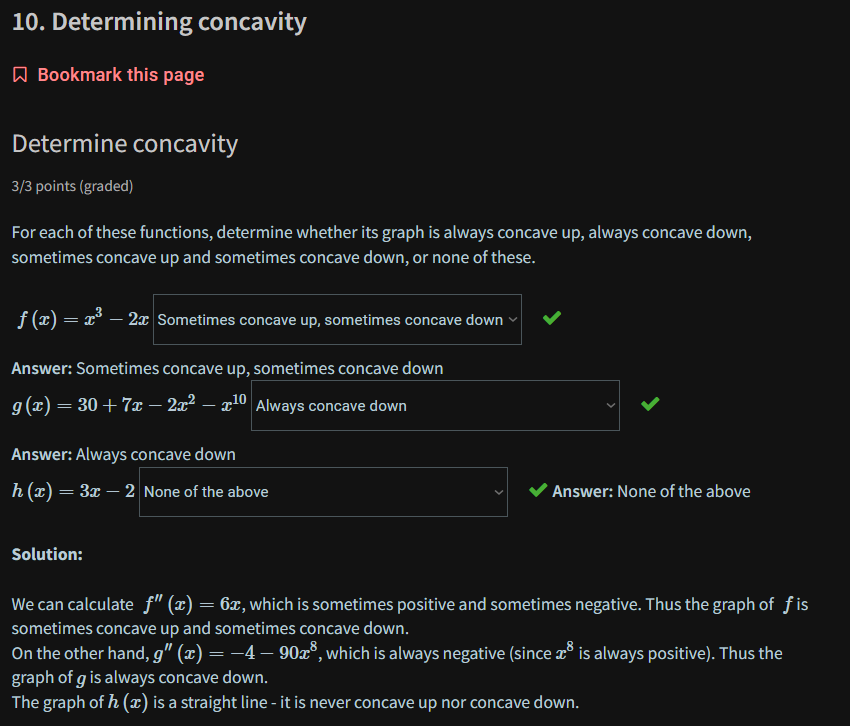 10. Determining concavity
Bookmark this page
Determine concavity
3/3 points (graded)
For each of these functions, determine whether its graph is always concave up, always concave down,
sometimes concave up and sometimes concave down, or none of these.
f (x) = x³ − 2x Sometimes concave up, sometimes concave down
Answer: Sometimes concave up, sometimes concave down
g (x) = 30 + 7x − 2x² − x¹⁰ Always concave down
Answer: Always concave down
h (x) = 3x − 2 None of the above Answer: None of the above
Solution:
We can calculate f″ (x) = 6x, which is sometimes positive and sometimes negative. Thus the graph of f is
sometimes concave up and sometimes concave down.
On the other hand, g″ (x) = −4 − 90x⁸, which is always negative (since x⁸ is always positive). Thus the
graph of g is always concave down.
The graph of h (x) is a straight line - it is never concave up nor concave down.